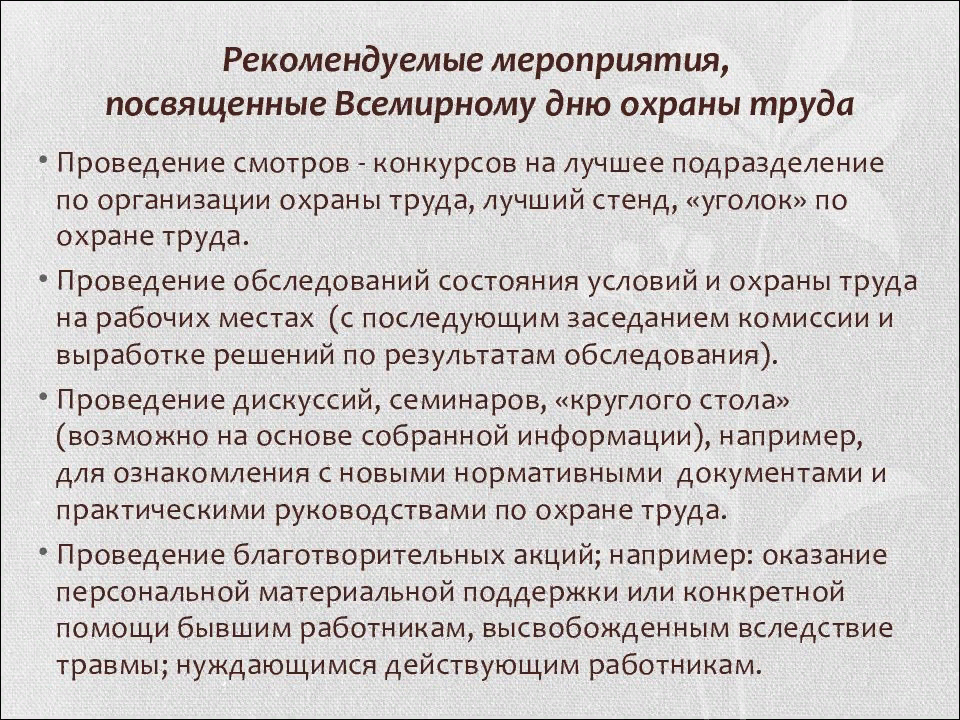 Рекомендуемые мероприятия,
посвященные Всемирному дню охраны труда
• Проведение смотров - конкурсов на лучшее подразделение
по организации охраны труда, лучший стенд, «уголок» по
охране труда.
• Проведение обследований состояния условий и охраны труда
на рабочих местах (с последующим заседанием комиссии и
выработке решений по результатам обследования).
• Проведение дискуссий, семинаров, «круглого стола»
(возможно на основе собранной информации), например,
для ознакомления с новыми нормативными документами и
практическими руководствами по охране труда.
• Проведение благотворительных акций; например: оказание
персональной материальной поддержки или конкретной
помощи бывшим работникам, высвобожденным вследствие
травмы; нуждающимся действующим работникам.